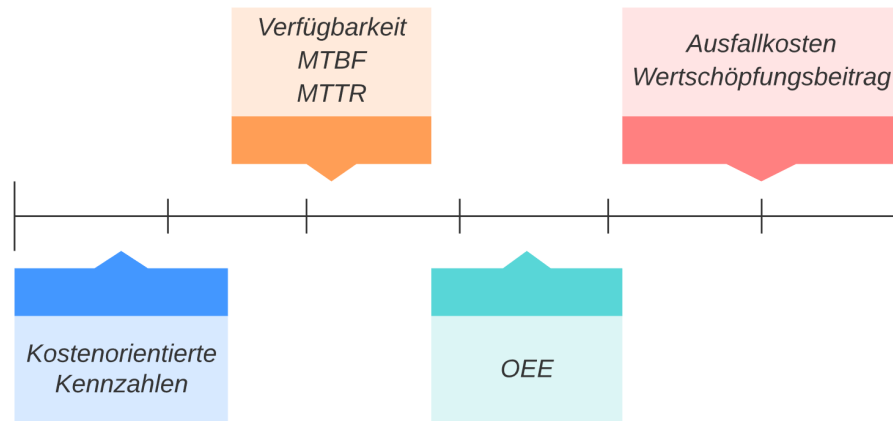 Verfügbarkeit
MTBF
MTTR
Ausfallkosten
Wertschöpfungsbeitrag
Kostenorientierte
Kennzahlen
OEE